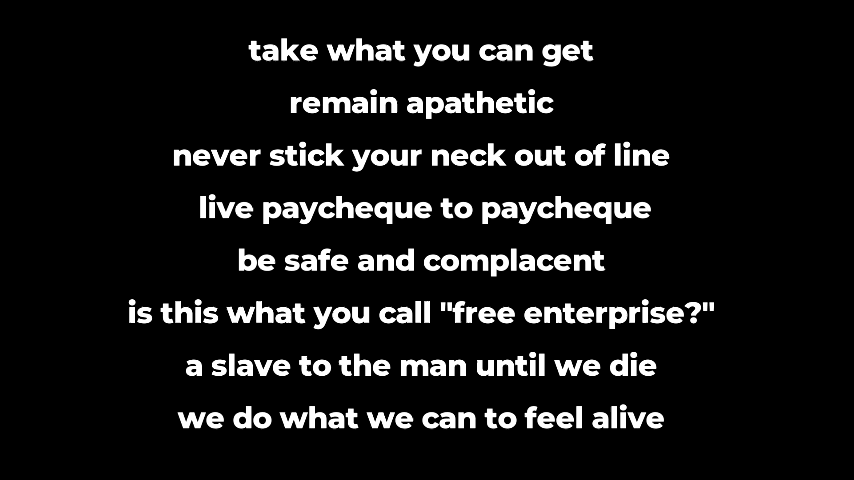 take what you can get
remain apathetic
never stick your neck out of line
live paycheque to paycheque
be safe and complacent
is this what you call "free enterprise?"
a slave to the man until we die
we do what we can to feel alive